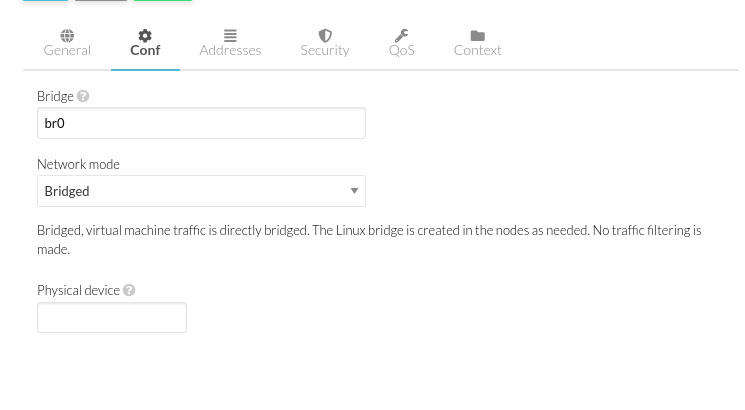 General Conf Addresses Security QoS Context
Bridge
br0
Network mode
Bridged
Bridged, virtual machine traffic is directly bridged. The Linux bridge is created in the nodes as needed. No traffic filtering is
made.
Physical device